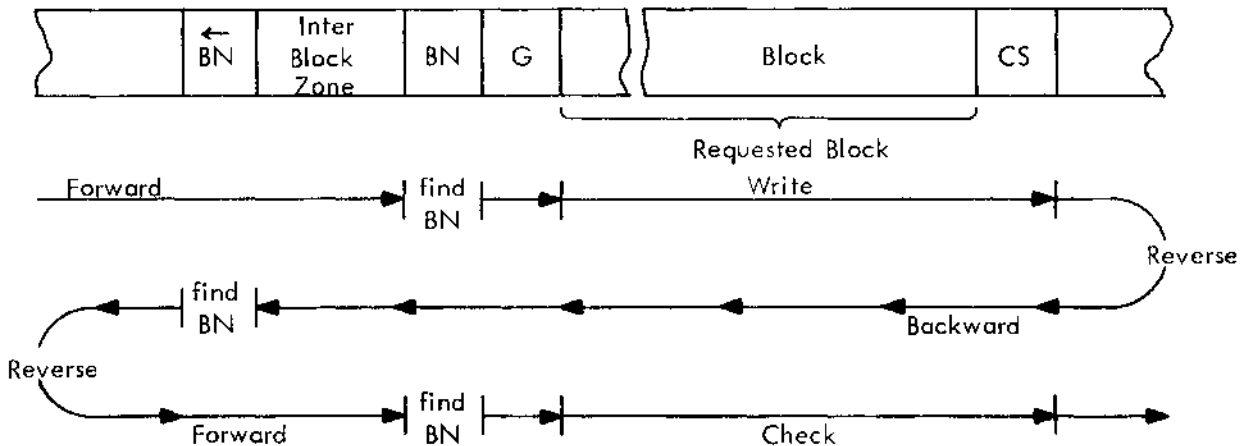 ← BN Inter Block Zone BN G Block CS
Requested Block
Forward find BN Write
Reverse
find BN Backward
Reverse
Forward find BN Check